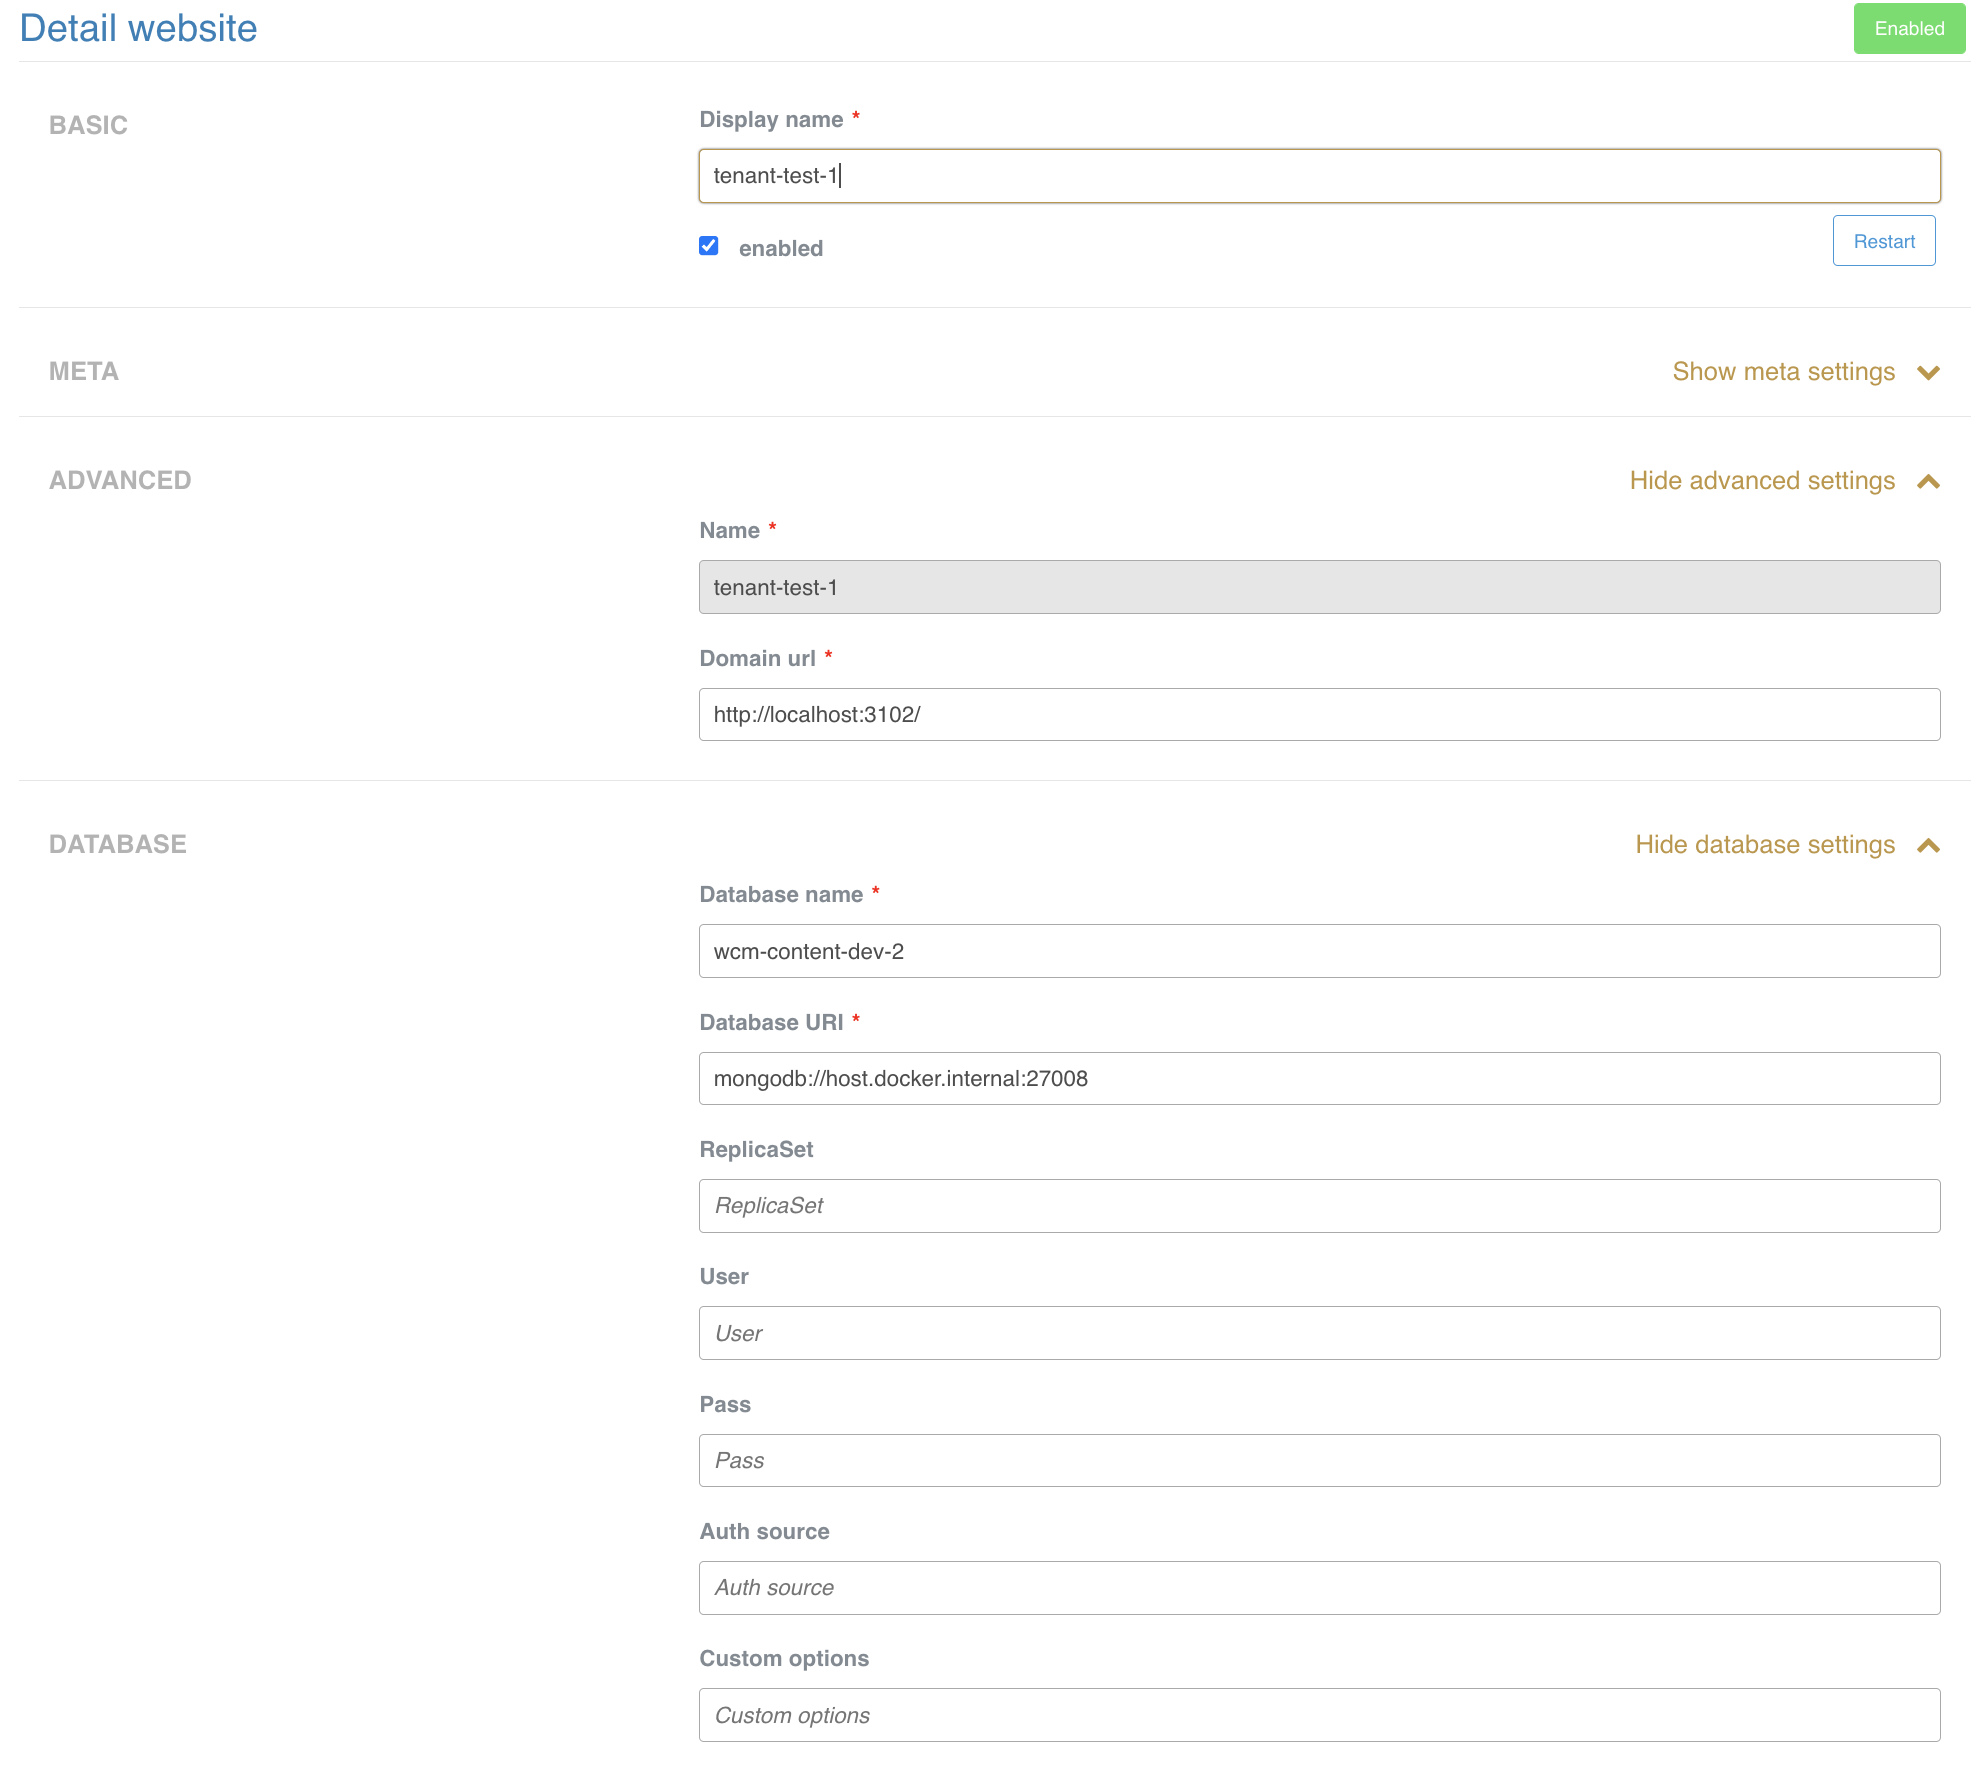 Detail website
Enabled
BASIC
Display name *
tenant-test-1
enabled
Restart
META
Show meta settings
ADVANCED
Hide advanced settings
Name *
tenant-test-1
Domain url *
http://localhost:3102/
DATABASE
Hide database settings
Database name *
wcm-content-dev-2
Database URI *
mongodb://host.docker.internal:27008
ReplicaSet
ReplicaSet
User
User
Pass
Pass
Auth source
Auth source
Custom options
Custom options